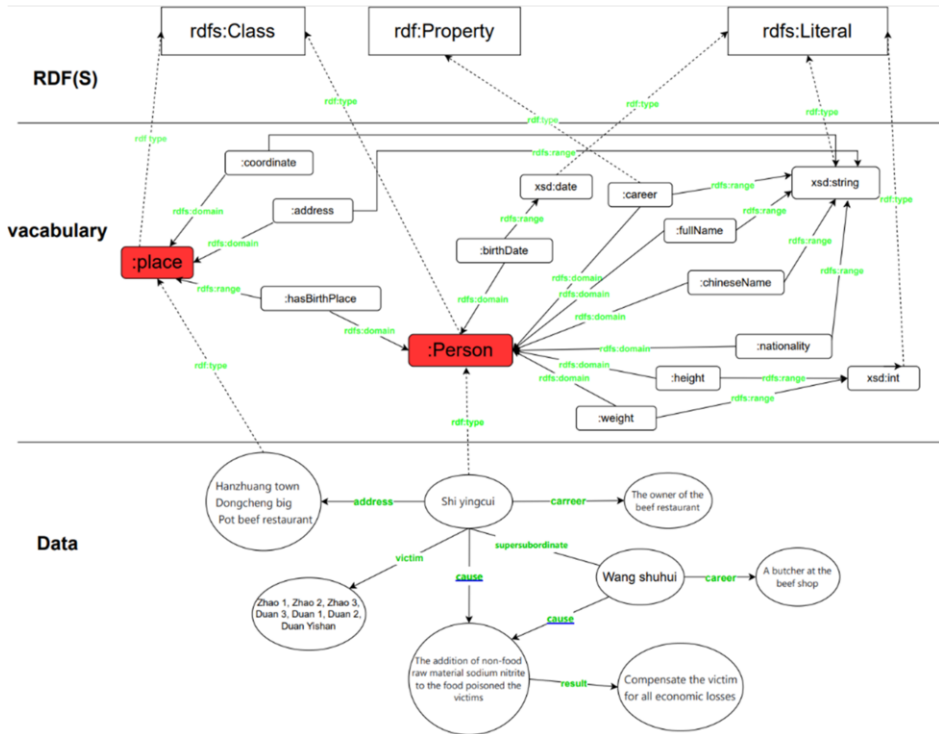 rdfs:Class
rdf:Property
rdfs:Literal
RDF(S)
rdf:type
rdf:type
rdf:type
rdf:type
rdf:type
rdf:type
vacabulary
:coordinate
rdfs:range
:address
xsd:date
:career
rdfs:range
xsd:string
rdfs:domain
rdfs:range
:fullName
rdfs:range
rdfs:domain
:birthDate
:place
rdfs:domain
:chineseName
rdfs:range
rdfs:range
rdfs:range
:hasBirthPlace
rdfs:domain
rdfs:domain
rdfs:domain
rdfs:domain
:Person
rdfs:domain
:nationality
rdfs:domain
:height
rdfs:range
xsd:int
rdfs:domain
rdfs:range
:weight
rdf:type
rdf:type
Data
Hanzhuang town
Dongcheng big
Pot beef restaurant
address
Shi yingcui
carreer
The owner of the
beef restaurant
victim
supersubordinate
cause
Wang shuhui
career
A butcher at the
beef shop
Zhao 1, Zhao 2, Zhao 3,
Duan 3, Duan 1, Duan 2,
Duan Yishan
cause
The addition of non-food
raw material sodium nitrite
to the food poisoned the
victims
result
Compensate the victim
for all economic losses